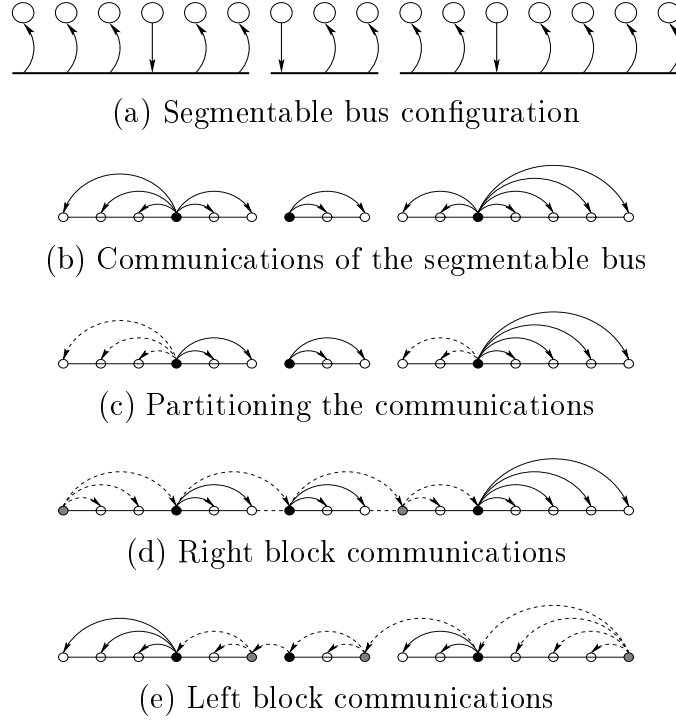 (a) Segmentable bus configuration
(b) Communications of the segmentable bus
(c) Partitioning the communications
(d) Right block communications
(e) Left block communications